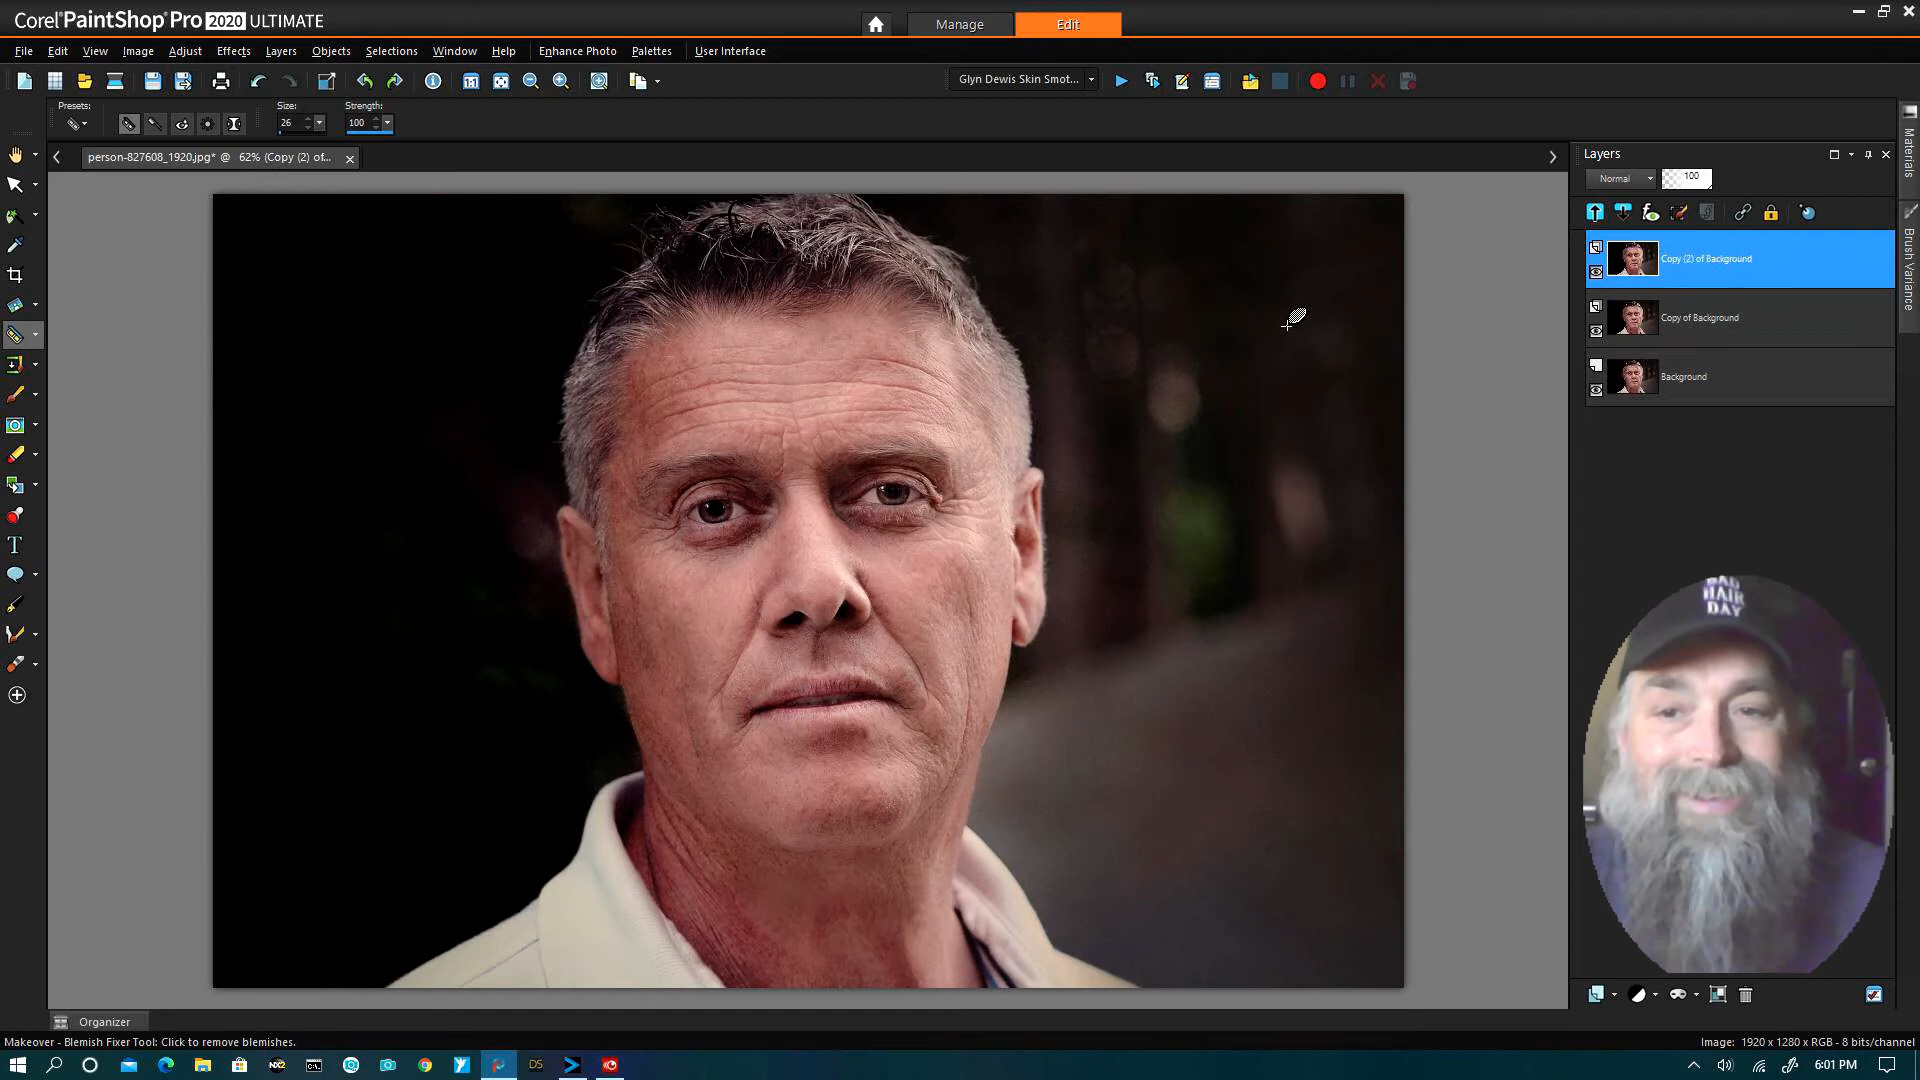 Corel PaintShop Pro 2020 ULTIMATE
Manage
Edit
File Edit View Image Adjust Effects Layers Objects Selections Window Help Enhance Photo Palettes User Interface
Glyn Dewis Skin Smot...
Presets:
Size:
Strength:
26
100
person-827608_1920.jpg* @ 62% (Copy (2) of...
Layers
Normal
100
Copy (2) of Background
Copy of Background
Background
Materials
Brush Variance
BAD
HAIR
DAY
Organizer
Makeover - Blemish Fixer Tool: Click to remove blemishes.
Image: 1920 x 1280 x RGB - 8 bits/channel
NX2
DS
6:01 PM